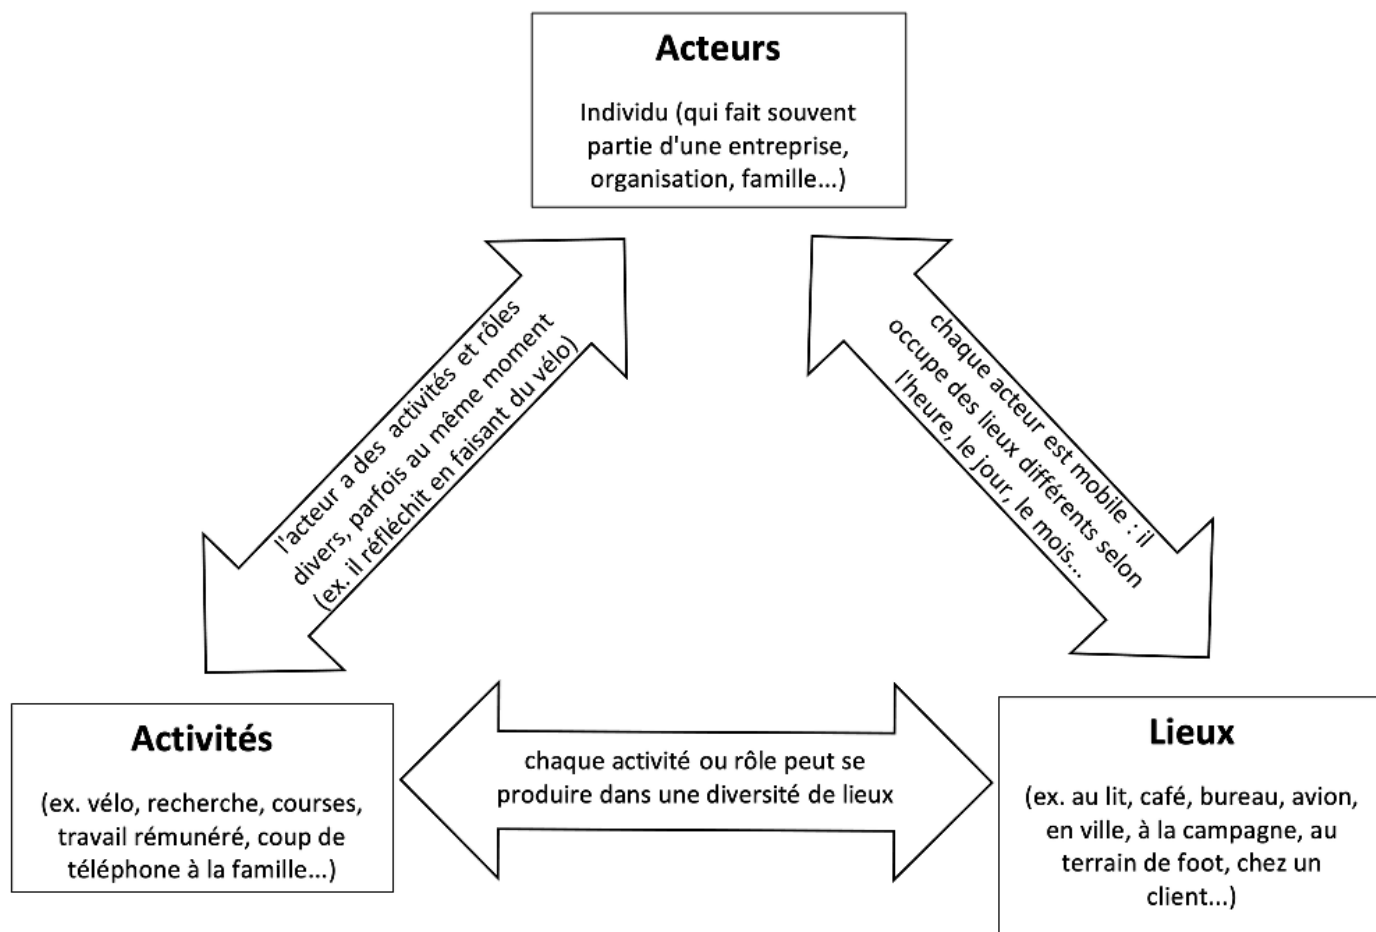 Acteurs
Individu (qui fait souvent
partie d'une entreprise,
organisation, famille...)
l'acteur a des activités et rôles
divers, parfois au même moment
(ex. il réfléchit en faisant du vélo)
chaque acteur est mobile : il
occupe des lieux différents selon
l'heure, le jour, le mois...
Activités
(ex. vélo, recherche, courses,
travail rémunéré, coup de
téléphone à la famille...)
chaque activité ou rôle peut se
produire dans une diversité de lieux
Lieux
(ex. au lit, café, bureau, avion,
en ville, à la campagne, au
terrain de foot, chez un
client...)